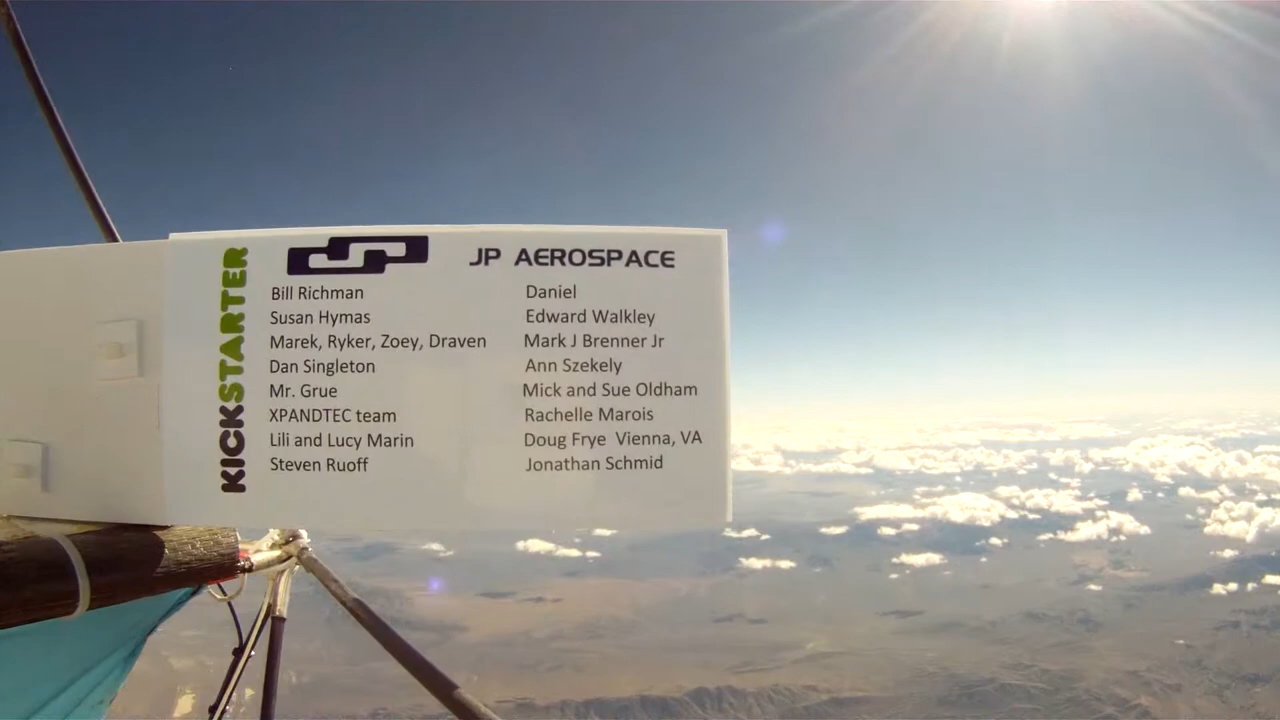 KICKSTARTER
JP AEROSPACE
Bill Richman
Susan Hymas
Marek, Ryker, Zoey, Draven
Dan Singleton
Mr. Grue
XPANDTEC team
Lili and Lucy Marin
Steven Ruoff
Daniel
Edward Walkley
Mark J Brenner Jr
Ann Szekely
Mick and Sue Oldham
Rachelle Marois
Doug Frye  Vienna, VA
Jonathan Schmid